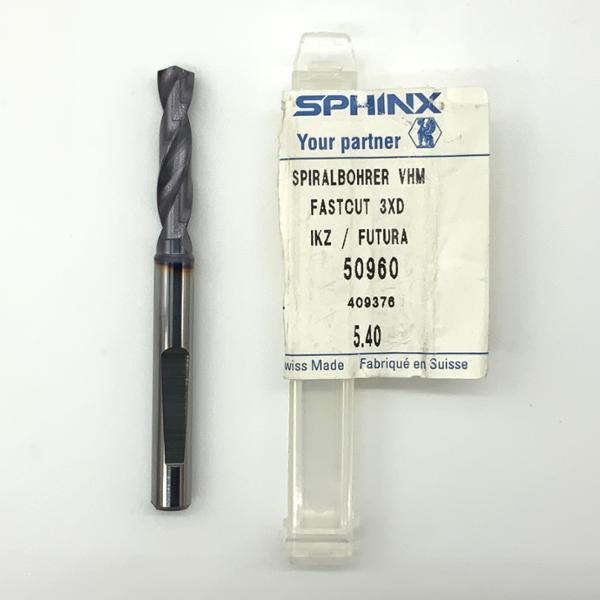 SPHINX
Your partner
SPIRALBOHRER VHM
FASTCUT 3XD
IKZ / FUTURA
50960
409376
5.40
wiss Made Fabriqué en Suisse